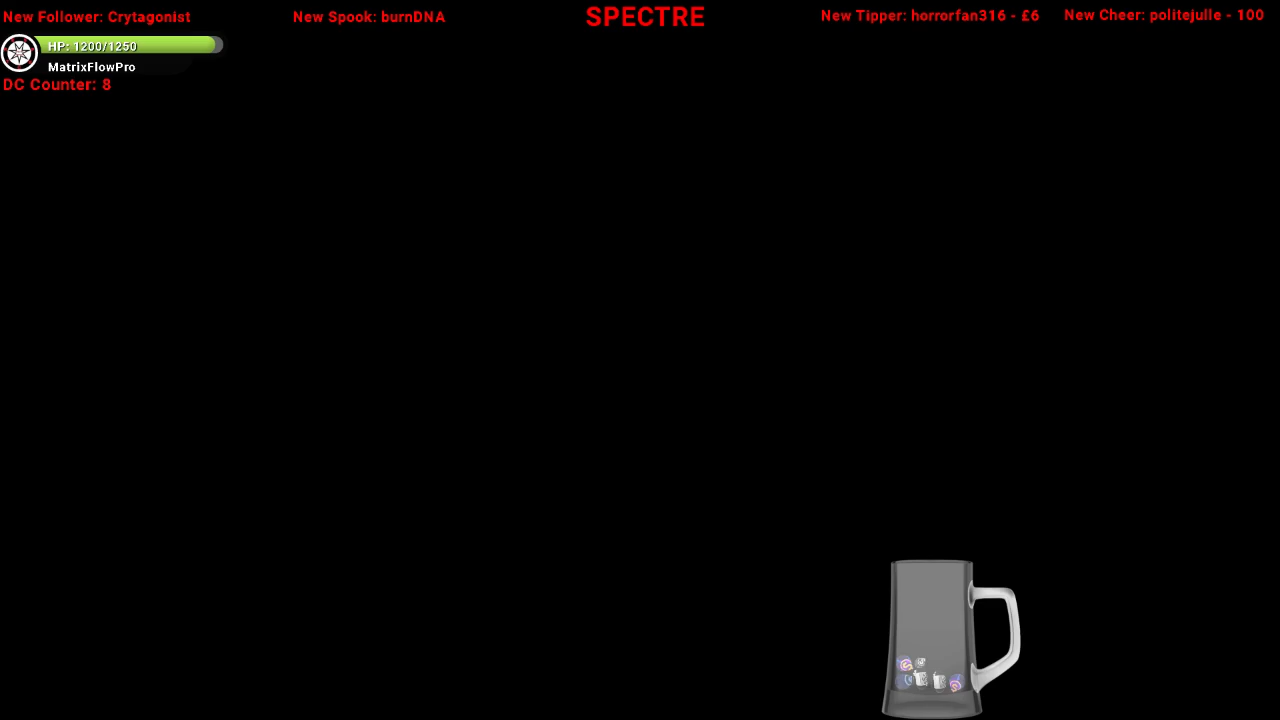 New Follower: Crytagonist
New Spook: burnDNA
SPECTRE
New Tipper: horrorfan316 - £6
New Cheer: politejulle - 100
HP: 1200/1250
MatrixFlowPro
DC Counter: 8